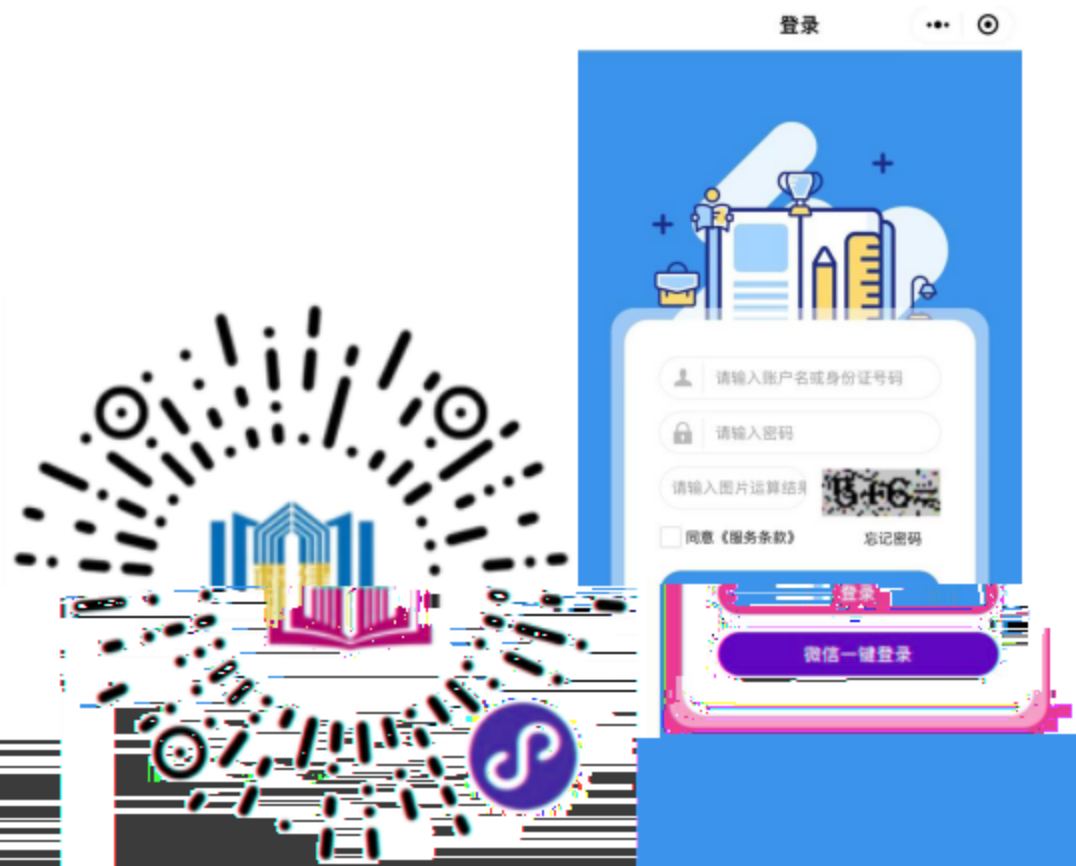 登录
请输入账户名或身份证号码
请输入密码
请输入图片运算结果
同意《服务条款》 忘记密码
登录
微信一键登录